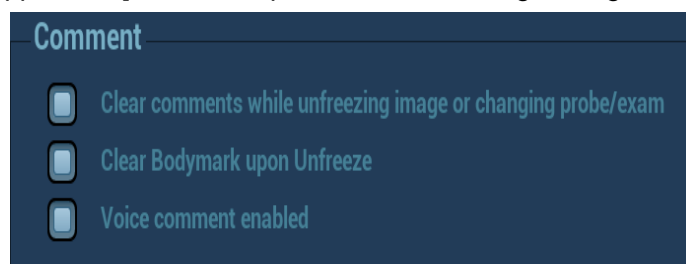 Comment
Clear comments while unfreezing image or changing probe/exam
Clear Bodymark upon Unfreeze
Voice comment enabled